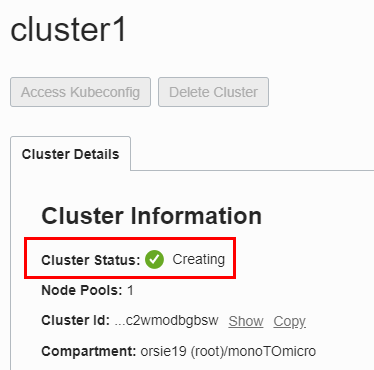 cluster1
Access Kubeconfig Delete Cluster
Cluster Details
Cluster Information
Cluster Status: Creating
Node Pools: 1
Cluster Id: ...c2wmodbgbsw Show Copy
Compartment: orsie19 (root)/monoTOmicro